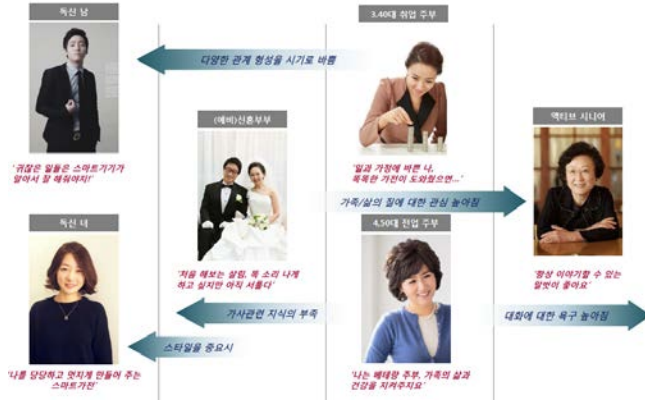 독신 남
3.40대 취업 주부
다양한 관계 형성을 시기로 바쁨
(예비)신혼부부
액티브 시니어
'귀찮은 일들은 스마트기기가
알아서 잘 해줘야지!'
'일과 가정에 바쁜 나,
똑똑한 가전이 도와줬으면...'
가족/삶의 질에 대한 관심 높아짐
독신 녀
4.50대 전업 주부
'처음 해보는 살림, 똑 소리 나게
하고 싶지만 아직 서툴다'
'항상 이야기할 수 있는
말벗이 좋아요'
가사관련 지식의 부족
대화에 대한 욕구 높아짐
스타일을 중요시
'나를 당당하고 멋지게 만들어 주는
스마트가전'
'나는 베테랑 주부, 가족의 삶과
건강을 지켜주지요'